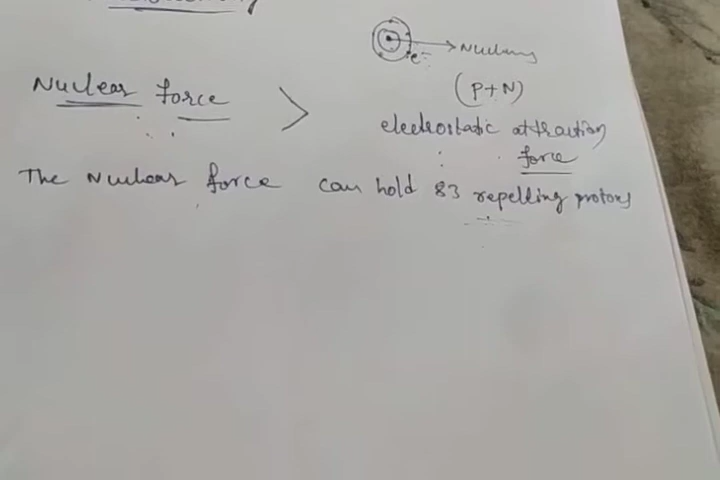 Nucleus
e-
(P+N)
Nuclear force > electrostatic attraction
force
The Nuclear force can hold 83 repelling protons